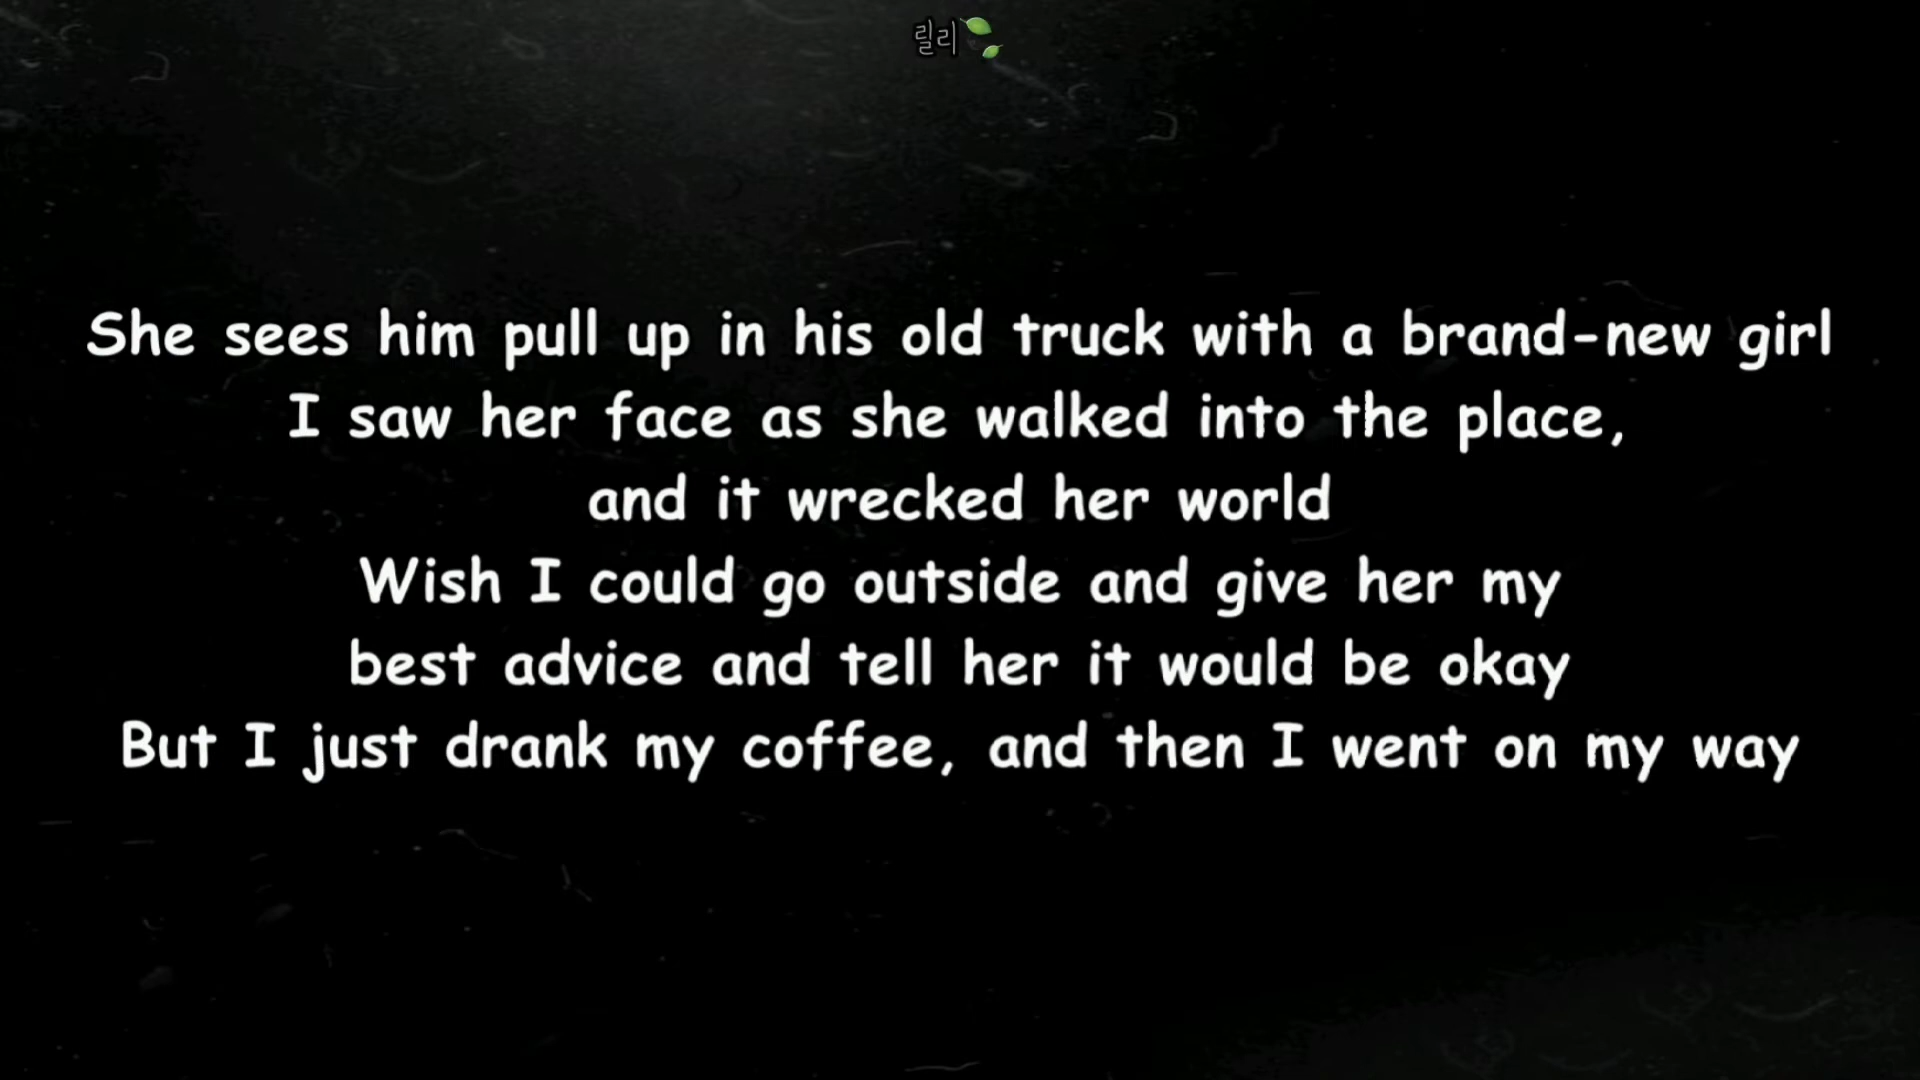 릴리
She sees him pull up in his old truck with a brand-new girl
I saw her face as she walked into the place,
and it wrecked her world
Wish I could go outside and give her my
best advice and tell her it would be okay
But I just drank my coffee, and then I went on my way